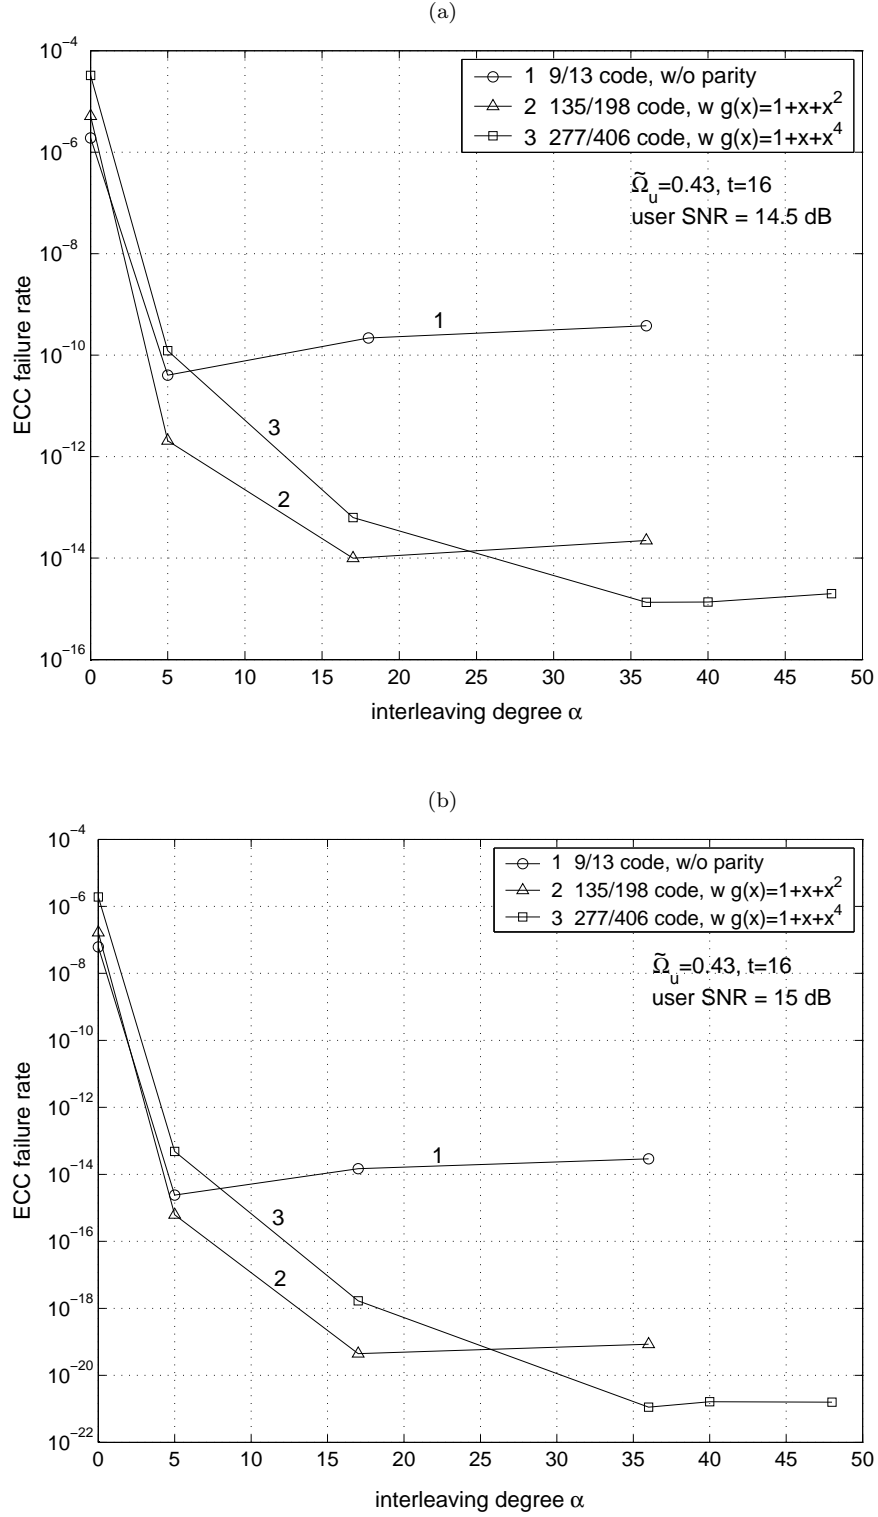 (a)
10⁻⁴
10⁻⁶
10⁻⁸
10⁻¹⁰
10⁻¹²
10⁻¹⁴
10⁻¹⁶
ECC failure rate
1 9/13 code, w/o parity
2 135/198 code, w g(x)=1+x+x²
3 277/406 code, w g(x)=1+x+x⁴
Ω̃ᵤ=0.43, t=16
user SNR = 14.5 dB
1
3
2
0 5 10 15 20 25 30 35 40 45 50
interleaving degree α
(b)
10⁻⁴
10⁻⁶
10⁻⁸
10⁻¹⁰
10⁻¹²
10⁻¹⁴
10⁻¹⁶
10⁻¹⁸
10⁻²⁰
10⁻²²
ECC failure rate
1 9/13 code, w/o parity
2 135/198 code, w g(x)=1+x+x²
3 277/406 code, w g(x)=1+x+x⁴
Ω̃ᵤ=0.43, t=16
user SNR = 15 dB
1
3
2
0 5 10 15 20 25 30 35 40 45 50
interleaving degree α